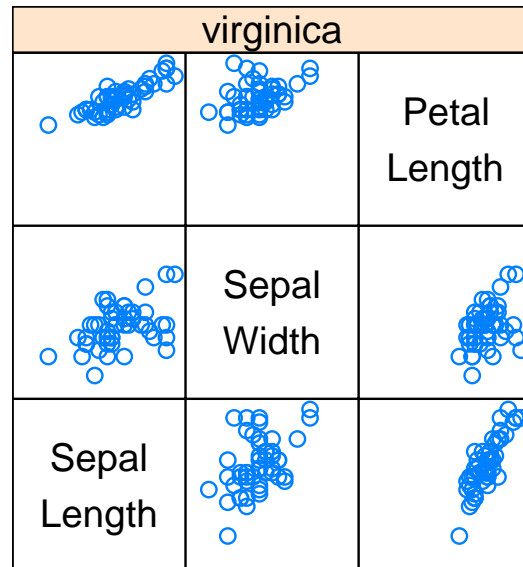 virginica
Petal
Length
Sepal
Width
Sepal
Length